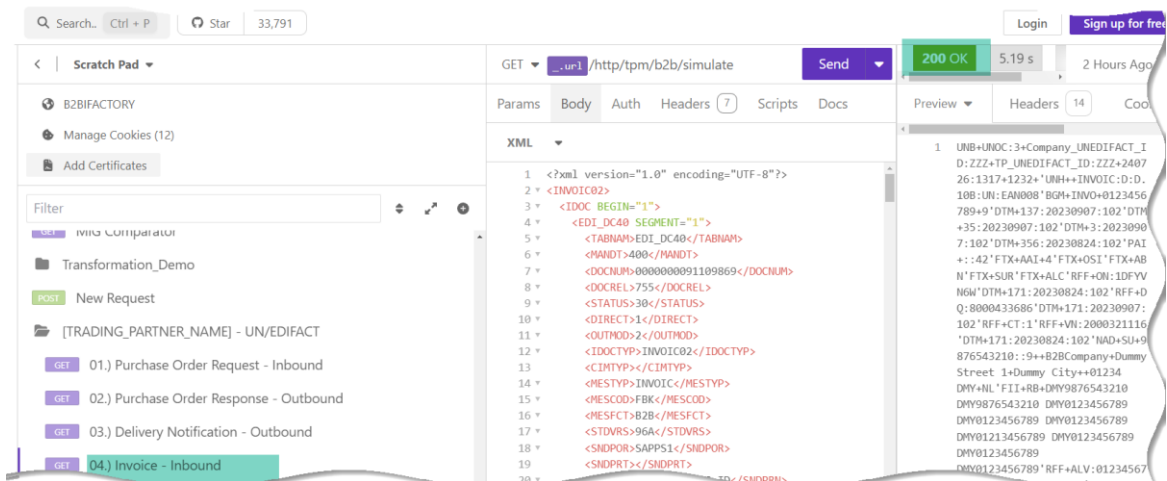 Search.. Ctrl + P
Star 33,791
Login
Sign up for free
Scratch Pad
B2BIFACTORY
Manage Cookies (12)
Add Certificates
Filter
GET MIG Comparator
Transformation_Demo
POST New Request
[TRADING_PARTNER_NAME] - UN/EDIFACT
GET 01.) Purchase Order Request - Inbound
GET 02.) Purchase Order Response - Outbound
GET 03.) Delivery Notification - Outbound
GET 04.) Invoice - Inbound
GET _.url /http/tpm/b2b/simulate Send
Params Body Auth Headers 7 Scripts Docs
XML
1 <?xml version="1.0" encoding="UTF-8"?>
2 <INVOIC02>
3 <IDOC BEGIN="1">
4 <EDI_DC40 SEGMENT="1">
5 <TABNAM>EDI_DC40</TABNAM>
6 <MANDT>400</MANDT>
7 <DOCNUM>0000000091109869</DOCNUM>
8 <DOCREL>755</DOCREL>
9 <STATUS>30</STATUS>
10 <DIRECT>1</DIRECT>
11 <OUTMOD>2</OUTMOD>
12 <IDOCTYP>INVOIC02</IDOCTYP>
13 <CIMTYP></CIMTYP>
14 <MESTYP>INVOIC</MESTYP>
15 <MESCOD>FBK</MESCOD>
16 <MESFCT>B2B</MESFCT>
17 <STDVRS>96A</STDVRS>
18 <SNDPOR>SAPPS1</SNDPOR>
19 <SNDPRT></SNDPRT>
200 OK 5.19 s 2 Hours Ago
Preview Headers 14
1 UNB+UNOC:3+Company_UNEDIFACT_I
D:ZZZ+TP_UNEDIFACT_ID:ZZZ+2407
26:1317+1232+'UNH++INVOIC:D:D.
10B:UN:EAN008'BGM+INVO+0123456
789+9'DTM+137:20230907:102'DTM
+35:20230907:102'DTM+3:2023090
7:102'DTM+356:20230824:102'PAI
+::42'FTX+AAI+4'FTX+OSI'FTX+AB
N'FTX+SUR'FTX+ALC'RFF+ON:1DFYV
N6W'DTM+171:20230824:102'RFF+D
Q:8000433686'DTM+171:20230907:
102'RFF+CT:1'RFF+VN:2000321116
'DTM+171:20230824:102'NAD+SU+9
876543210::9++B2BCompany+Dummy
Street 1+Dummy City++01234
DMY+NL'FII+RB+DMY9876543210
DMY9876543210 DMY0123456789
DMY0123456789 DMY0123456789
DMY01213456789 DMY0123456789
DMY0123456789
DMY0123456789'RFF+ALV:01234567